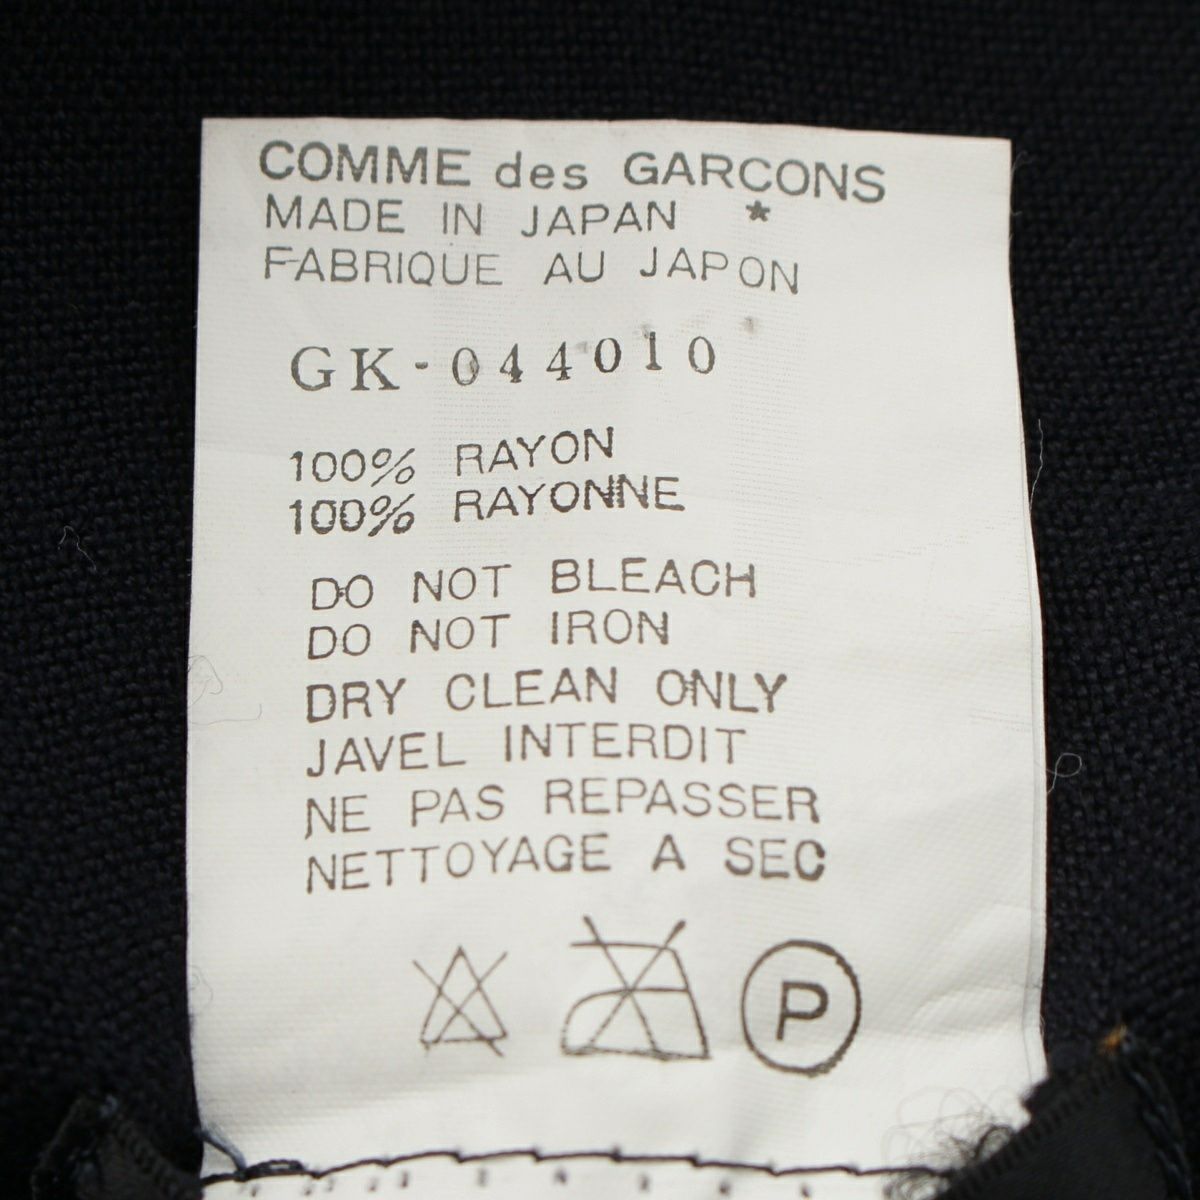 COMME des GARCONS
MADE IN JAPAN *
FABRIQUE AU JAPON
GK-044010
100% RAYON
100% RAYONNE
DO NOT BLEACH
DO NOT IRON
DRY CLEAN ONLY
JAVEL INTERDIT
NE PAS REPASSER
NETTOYAGE A SEC
P